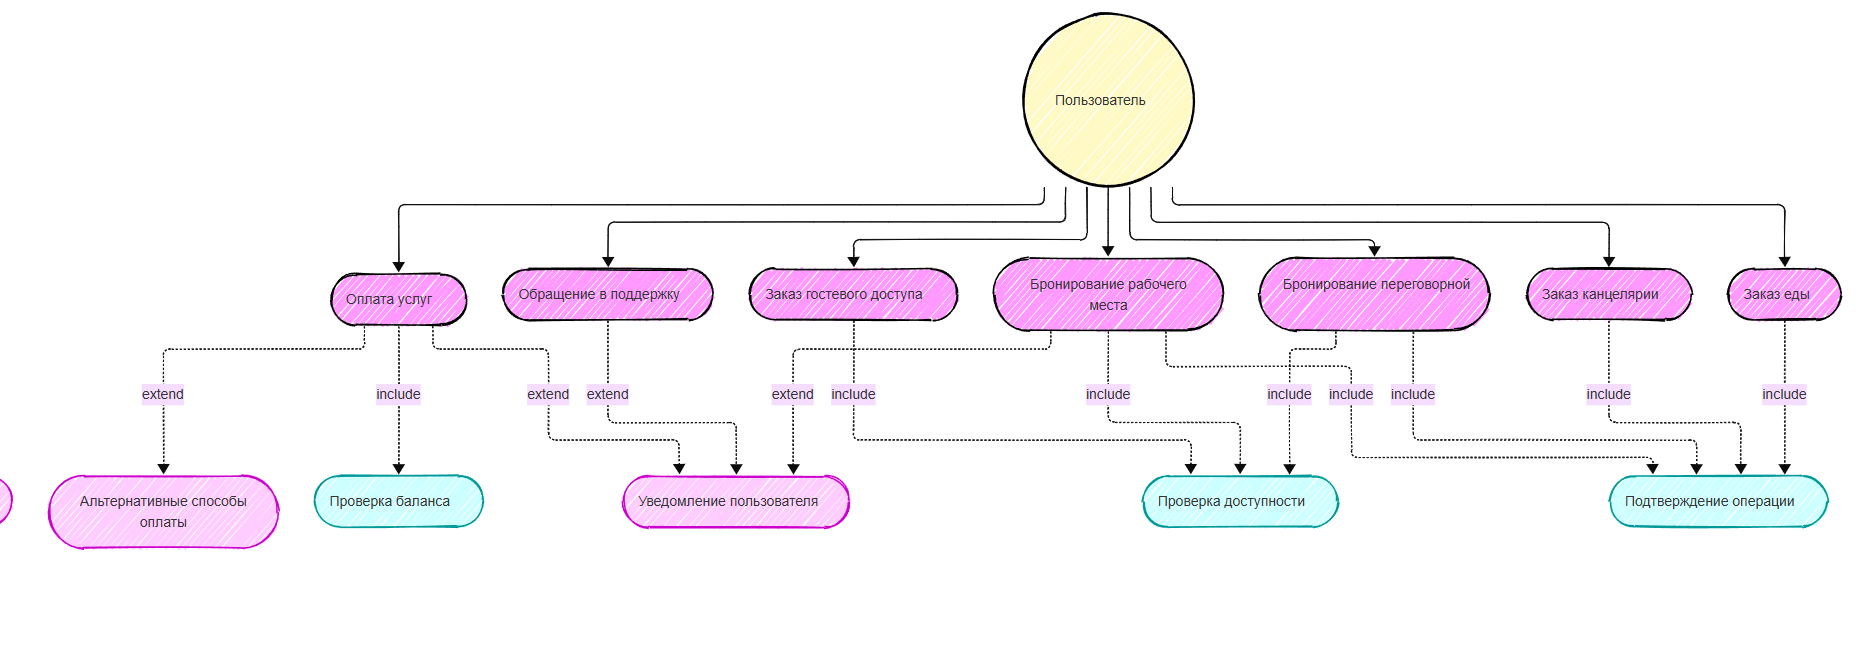 Пользователь
Оплата услуг
Обращение в поддержку
Заказ гостевого доступа
Бронирование рабочего
места
Бронирование переговорной
Заказ канцелярии
Заказ еды
extend
include
extend
extend
extend
include
include
include
include
include
include
include
Альтернативные способы
оплаты
Проверка баланса
Уведомление пользователя
Проверка доступности
Подтверждение операции